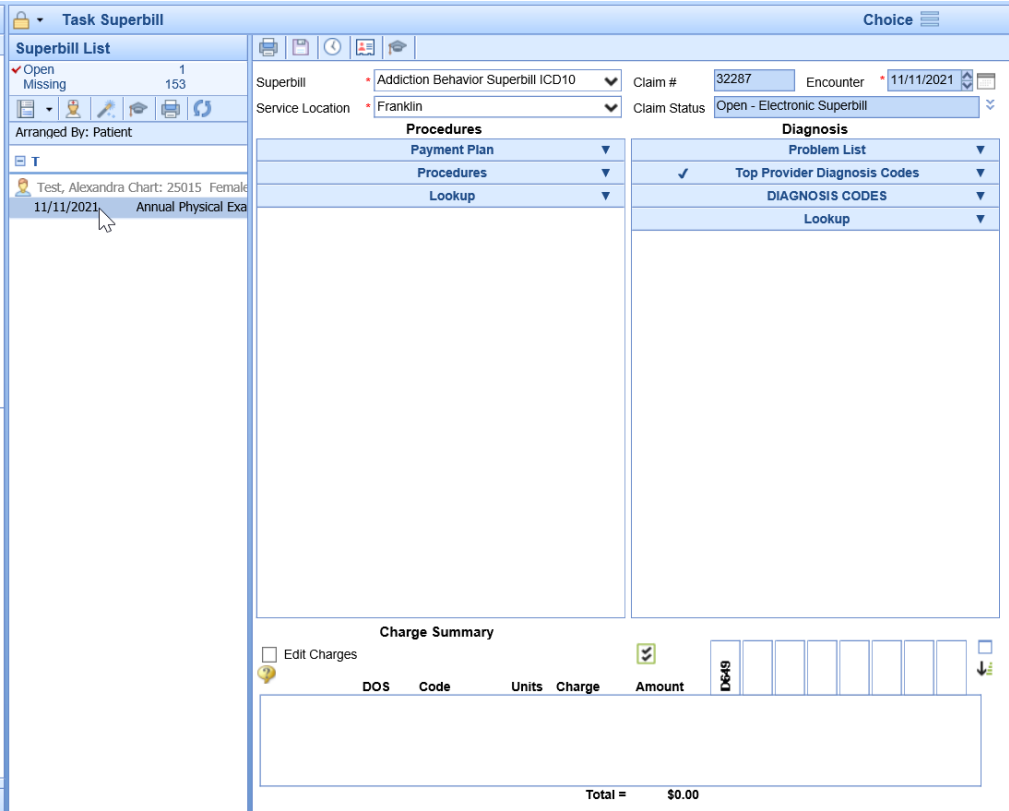 Task Superbill
Choice
Superbill List
Open 1
Missing 153
Arranged By: Patient
T
Test, Alexandra Chart: 25015 Female
11/11/2021 Annual Physical Exa
Superbill * Addiction Behavior Superbill ICD10
Claim # 32287
Encounter * 11/11/2021
Service Location * Franklin
Claim Status Open - Electronic Superbill
Procedures
Payment Plan
Procedures
Lookup
Diagnosis
Problem List
Top Provider Diagnosis Codes
DIAGNOSIS CODES
Lookup
Charge Summary
Edit Charges
DOS Code Units Charge Amount D649
Total = $0.00